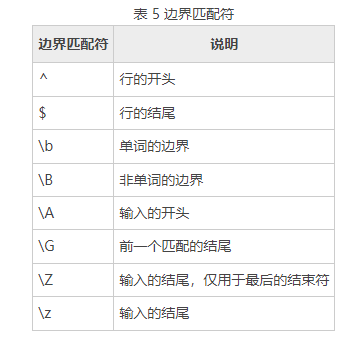 表 5 边界匹配符
边界匹配符 说明
^ 行的开头
$ 行的结尾
\b 单词的边界
\B 非单词的边界
\A 输入的开头
\G 前一个匹配的结尾
\Z 输入的结尾，仅用于最后的结束符
\z 输入的结尾